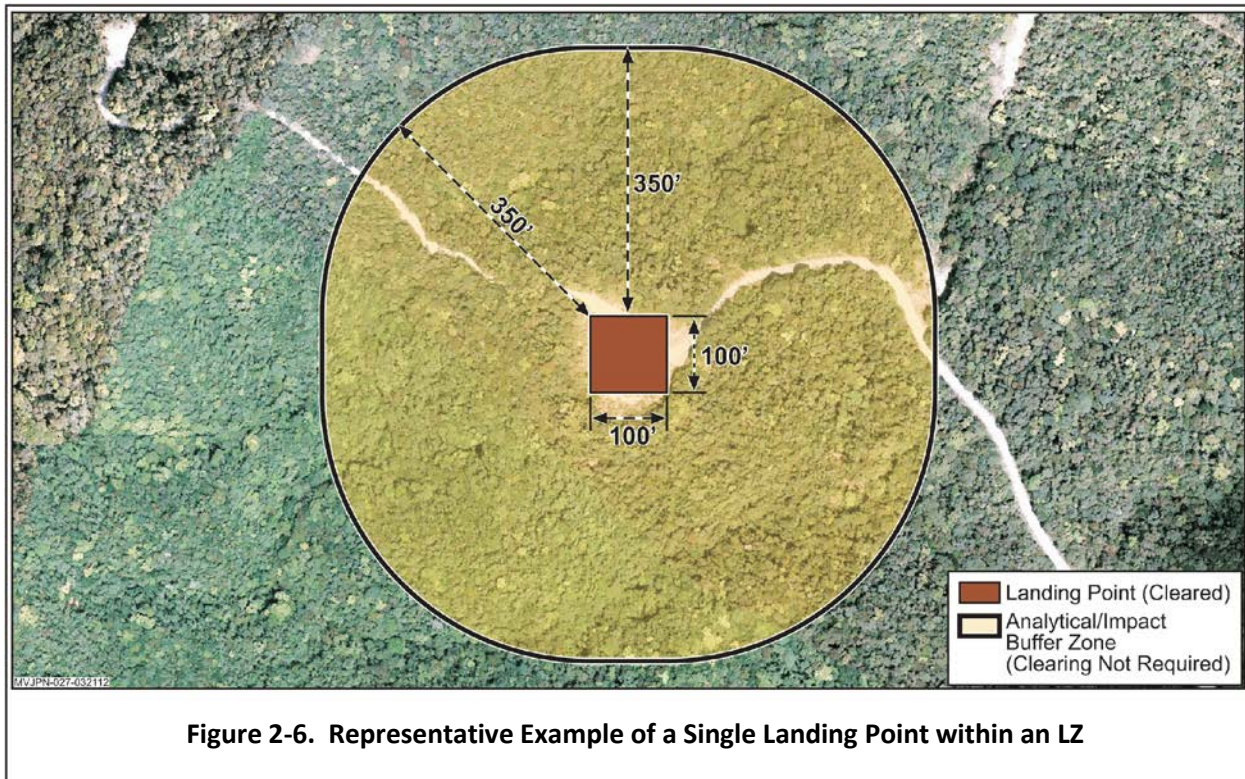 350'
350'
100'
100'
Landing Point (Cleared)
Analytical/Impact
Buffer Zone
(Clearing Not Required)
MVJPN-027-032112
Figure 2-6. Representative Example of a Single Landing Point within an LZ